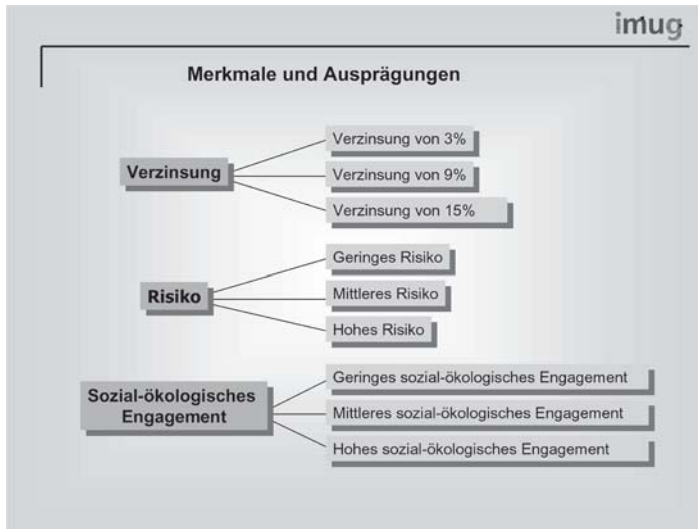 imug
Merkmale und Ausprägungen
Verzinsung
Verzinsung von 3%
Verzinsung von 9%
Verzinsung von 15%
Risiko
Geringes Risiko
Mittleres Risiko
Hohes Risiko
Sozial-ökologisches
Engagement
Geringes sozial-ökologisches Engagement
Mittleres sozial-ökologisches Engagement
Hohes sozial-ökologisches Engagement